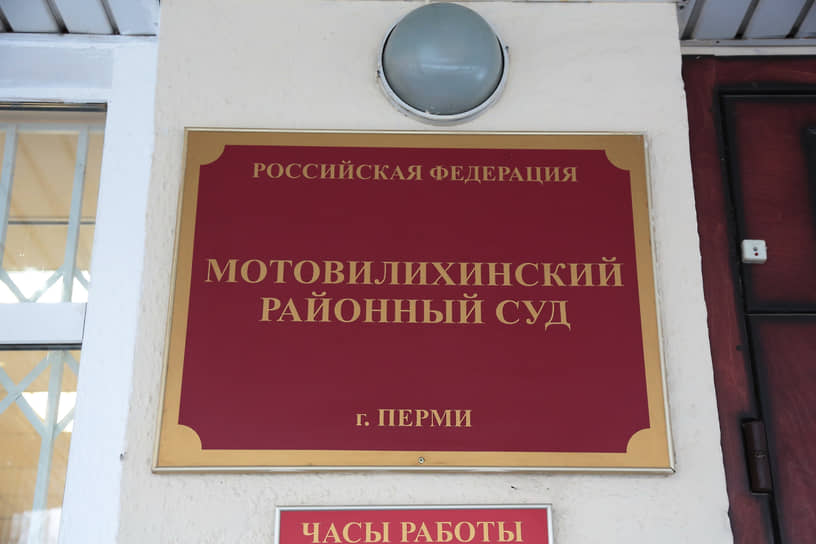 РОССИЙСКАЯ ФЕДЕРАЦИЯ
МОТОВИЛИХИНСКИЙ
РАЙОННЫЙ СУД
г. ПЕРМИ
ЧАСЫ РАБОТЫ